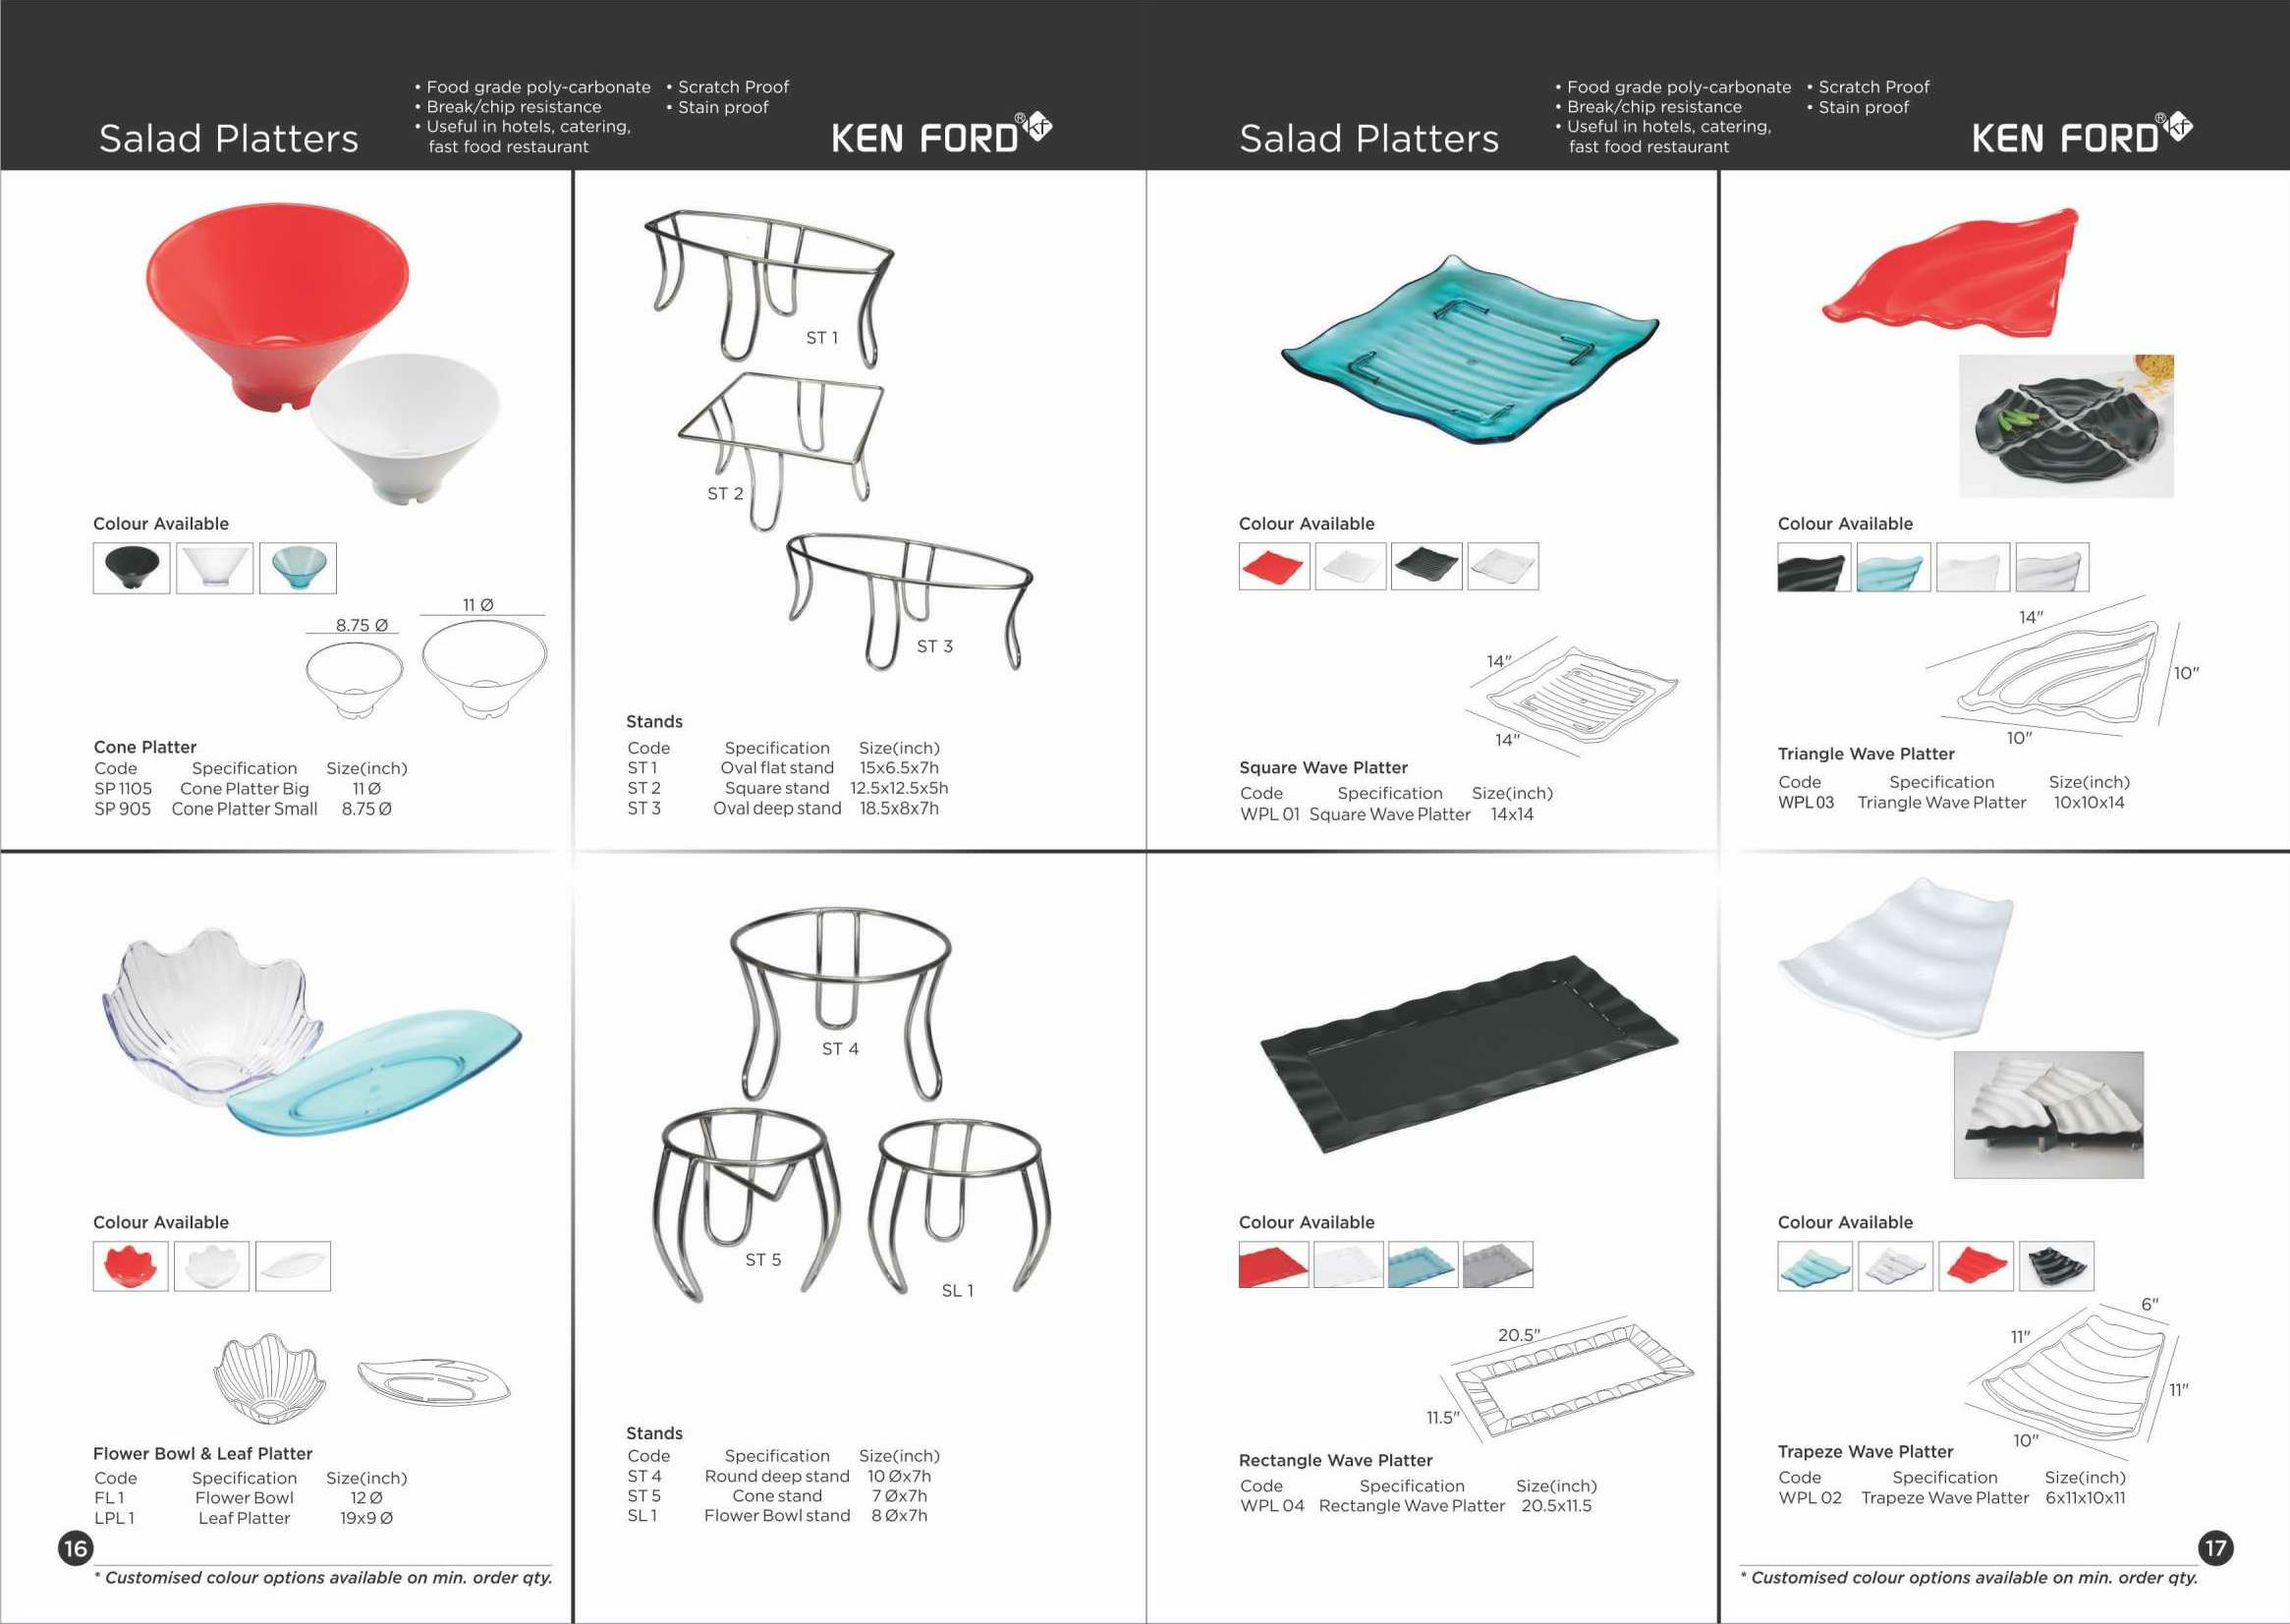 Salad Platters
• Food grade poly-carbonate
• Break/chip resistance
• Useful in hotels, catering,
fast food restaurant
• Scratch Proof
• Stain proof
KEN FORD® kf
Colour Available
8.75 Ø
11 Ø
Cone Platter
Code Specification Size(inch)
SP 1105 Cone Platter Big 11 Ø
SP 905 Cone Platter Small 8.75 Ø
ST 1
ST 2
ST 3
Stands
Code Specification Size(inch)
ST 1 Oval flat stand 15x6.5x7h
ST 2 Square stand 12.5x12.5x5h
ST 3 Oval deep stand 18.5x8x7h
Colour Available
Flower Bowl & Leaf Platter
Code Specification Size(inch)
FL 1 Flower Bowl 12 Ø
LPL 1 Leaf Platter 19x9 Ø
16
* Customised colour options available on min. order qty.
ST 4
ST 5
SL 1
Stands
Code Specification Size(inch)
ST 4 Round deep stand 10 Øx7h
ST 5 Cone stand 7 Øx7h
SL 1 Flower Bowl stand 8 Øx7h
Salad Platters
• Food grade poly-carbonate
• Break/chip resistance
• Useful in hotels, catering,
fast food restaurant
• Scratch Proof
• Stain proof
KEN FORD® kf
Colour Available
14"
14"
Square Wave Platter
Code Specification Size(inch)
WPL 01 Square Wave Platter 14x14
Colour Available
14"
10"
10"
Triangle Wave Platter
Code Specification Size(inch)
WPL 03 Triangle Wave Platter 10x10x14
Colour Available
20.5"
11.5"
Rectangle Wave Platter
Code Specification Size(inch)
WPL 04 Rectangle Wave Platter 20.5x11.5
Colour Available
6"
11"
11"
10"
Trapeze Wave Platter
Code Specification Size(inch)
WPL 02 Trapeze Wave Platter 6x11x10x11
17
* Customised colour options available on min. order qty.